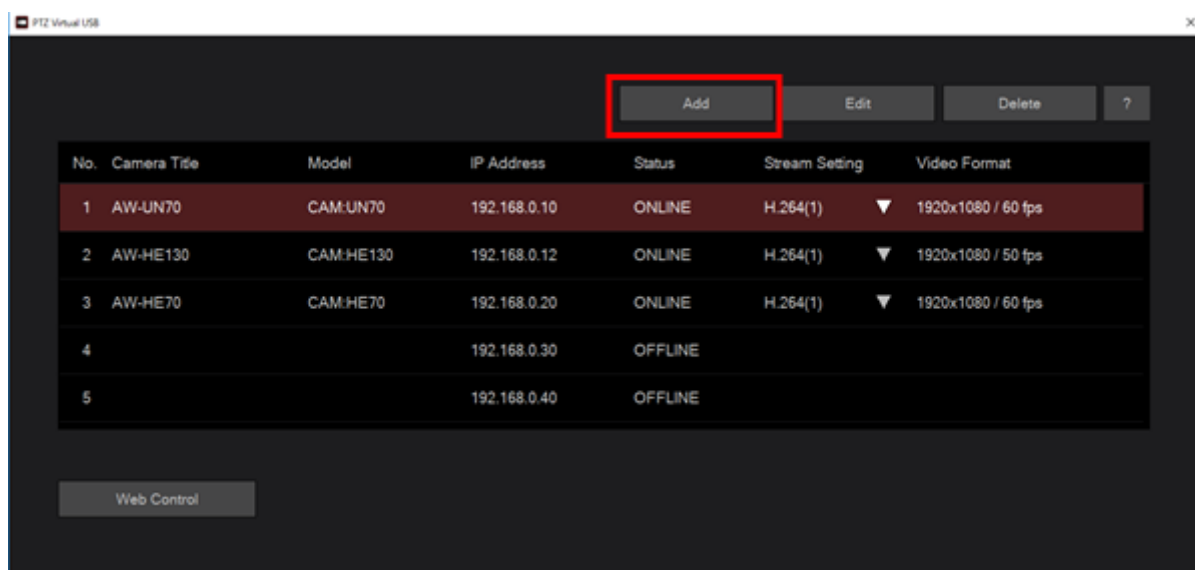 PTZ Virtual USB
Add Edit Delete ?
No. Camera Title Model IP Address Status Stream Setting Video Format
1 AW-UN70 CAM:UN70 192.168.0.10 ONLINE H.264(1) ▼ 1920x1080 / 60 fps
2 AW-HE130 CAM:HE130 192.168.0.12 ONLINE H.264(1) ▼ 1920x1080 / 50 fps
3 AW-HE70 CAM:HE70 192.168.0.20 ONLINE H.264(1) ▼ 1920x1080 / 60 fps
4 192.168.0.30 OFFLINE
5 192.168.0.40 OFFLINE
Web Control